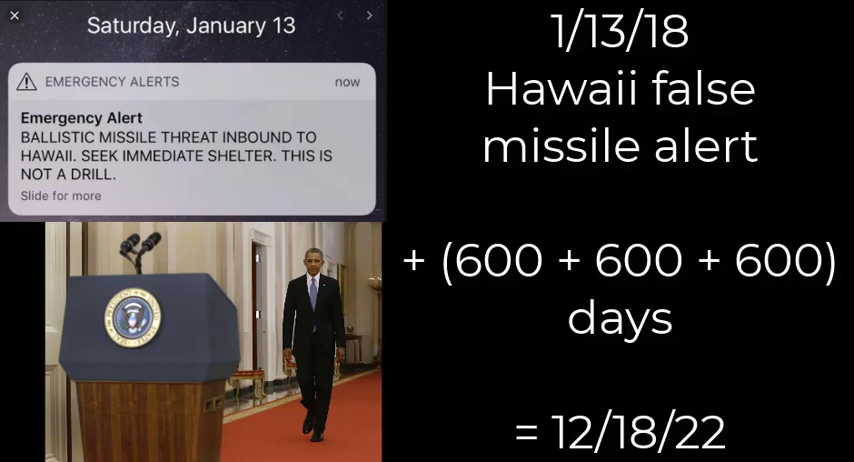 Saturday, January 13
EMERGENCY ALERTS
now
Emergency Alert
BALLISTIC MISSILE THREAT INBOUND TO
HAWAII. SEEK IMMEDIATE SHELTER. THIS IS
NOT A DRILL.
Slide for more
1/13/18
Hawaii false
missile alert
+ (600 + 600 + 600)
days
= 12/18/22